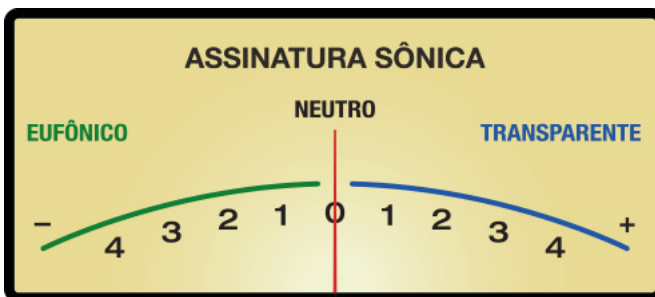 ASSINATURA SÔNICA
NEUTRO
EUFÔNICO TRANSPARENTE
– 4 3 2 1 0 1 2 3 4 +